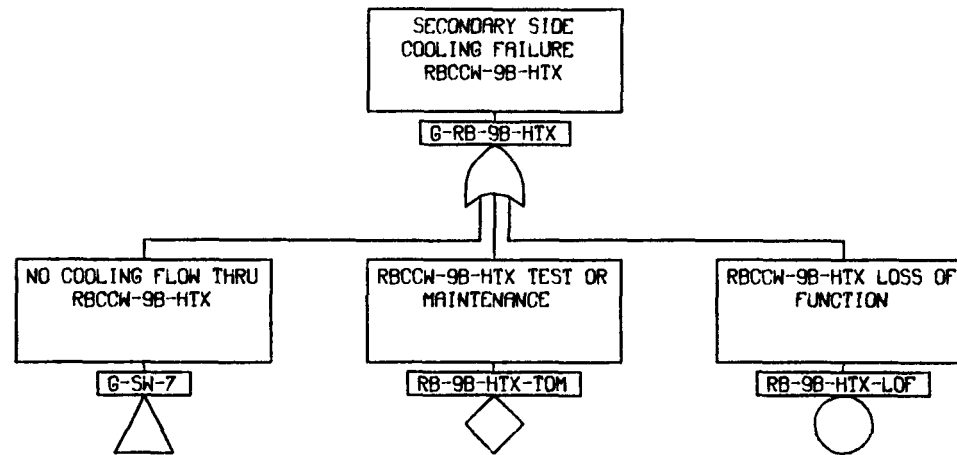 SECONDARY SIDE
COOLING FAILURE
RBCCW-9B-HTX
G-RB-9B-HTX
NO COOLING FLOW THRU
RBCCW-9B-HTX
G-SW-7
RBCCW-9B-HTX TEST OR
MAINTENANCE
RB-9B-HTX-TOM
RBCCW-9B-HTX LOSS OF
FUNCTION
RB-9B-HTX-LOF